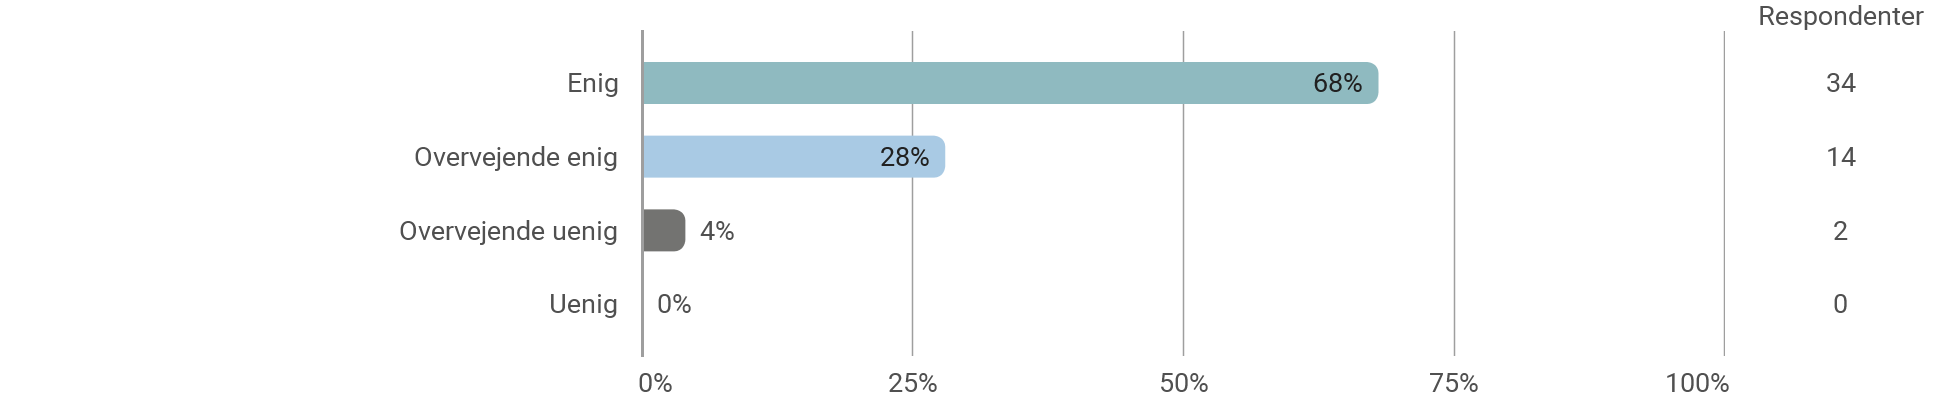 Respondenter
Enig 68% 34
Overvejende enig 28% 14
Overvejende uenig 4% 2
Uenig 0% 0
0% 25% 50% 75% 100%